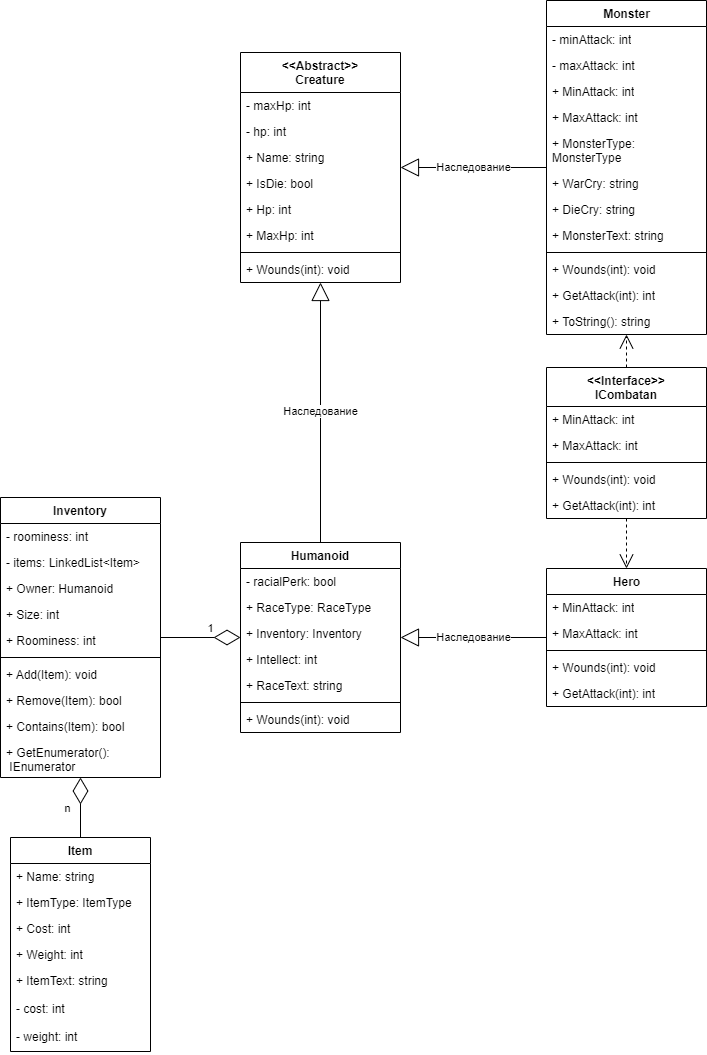 Monster
- minAttack: int
- maxAttack: int
+ MinAttack: int
+ MaxAttack: int
+ MonsterType:
MonsterType
+ WarCry: string
+ DieCry: string
+ MonsterText: string
+ Wounds(int): void
+ GetAttack(int): int
+ ToString(): string
<<Abstract>>
Creature
- maxHp: int
- hp: int
+ Name: string
+ IsDie: bool
+ Hp: int
+ MaxHp: int
+ Wounds(int): void
Наследование
<<Interface>>
ICombatan
+ MinAttack: int
+ MaxAttack: int
+ Wounds(int): void
+ GetAttack(int): int
Наследование
Inventory
- roominess: int
- items: LinkedList<Item>
+ Owner: Humanoid
+ Size: int
+ Roominess: int
+ Add(Item): void
+ Remove(Item): bool
+ Contains(Item): bool
+ GetEnumerator():
IEnumerator
1
Humanoid
- racialPerk: bool
+ RaceType: RaceType
+ Inventory: Inventory
+ Intellect: int
+ RaceText: string
+ Wounds(int): void
Наследование
Hero
+ MinAttack: int
+ MaxAttack: int
+ Wounds(int): void
+ GetAttack(int): int
n
Item
+ Name: string
+ ItemType: ItemType
+ Cost: int
+ Weight: int
+ ItemText: string
- cost: int
- weight: int